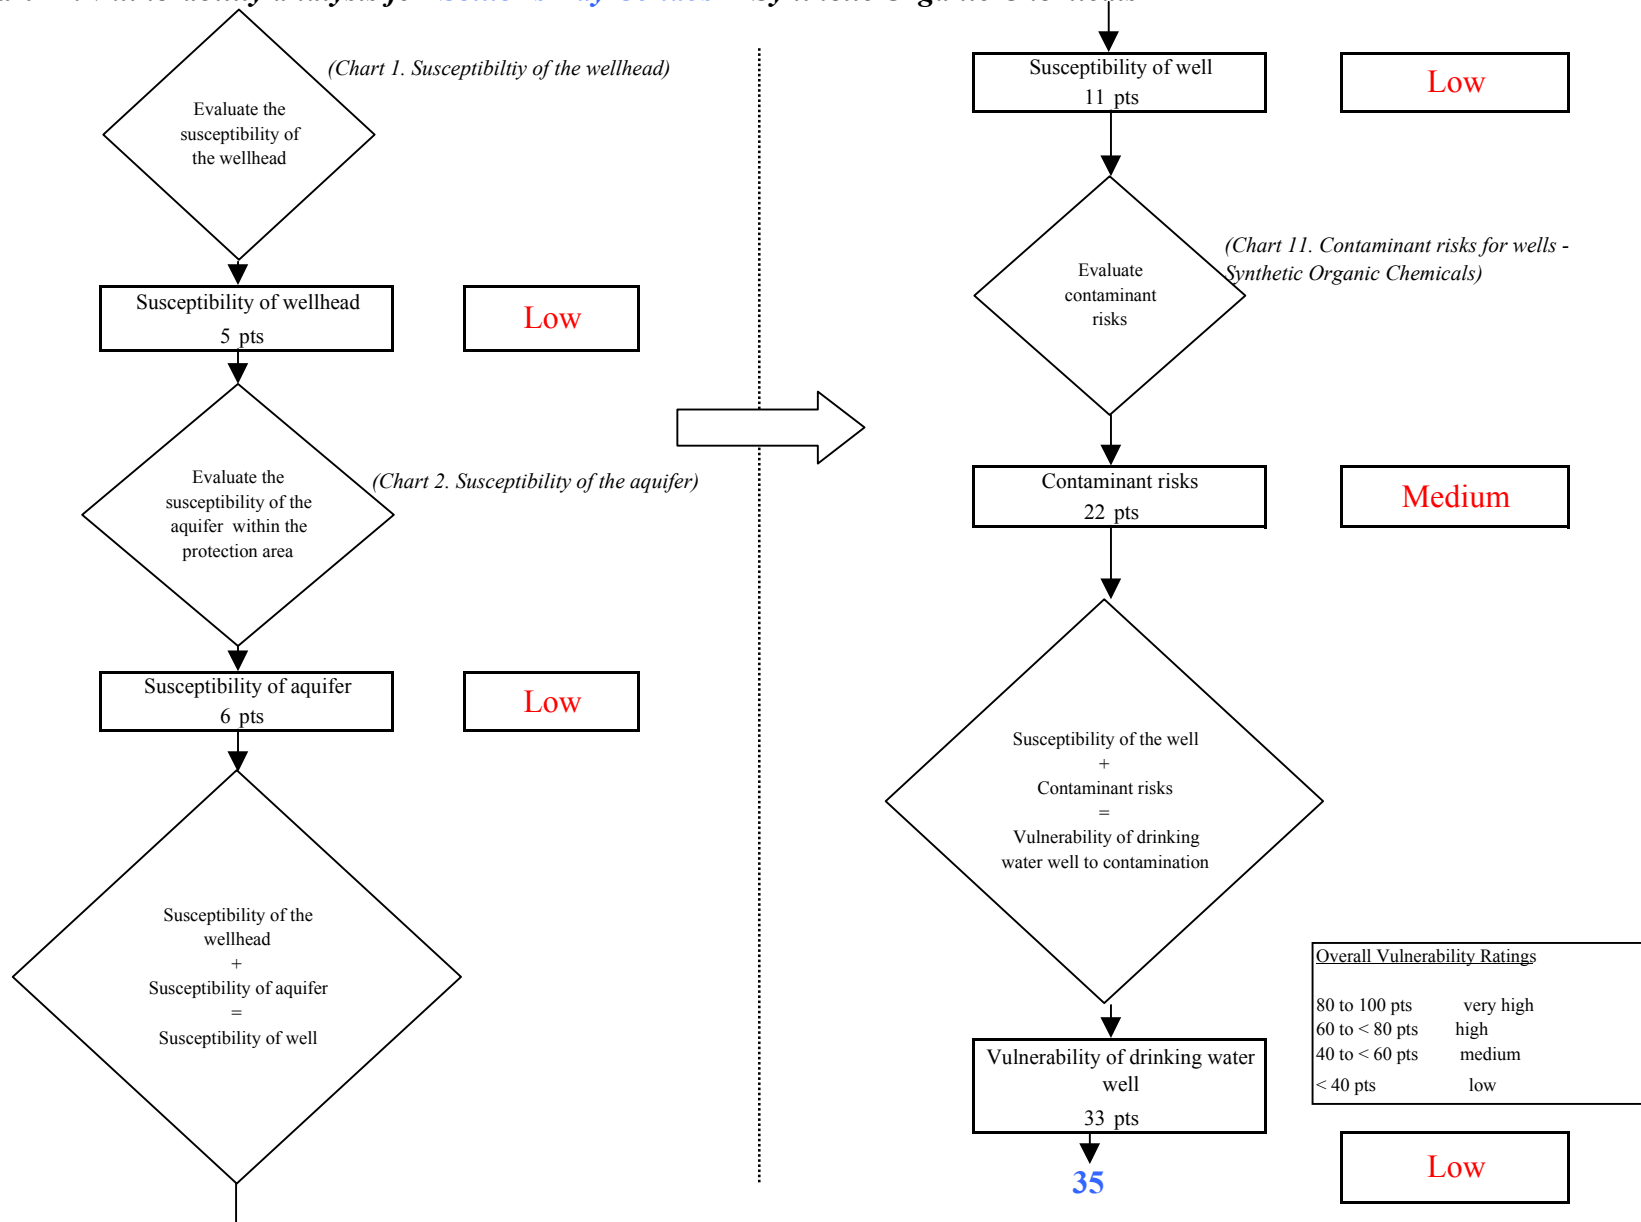 (Chart 1. Susceptibiltiy of the wellhead)
Evaluate the
susceptibility of
the wellhead
Susceptibility of wellhead
5 pts
Low
Evaluate the
susceptibility of the
aquifer within the
protection area
(Chart 2. Susceptibility of the aquifer)
Susceptibility of aquifer
6 pts
Low
Susceptibility of the
wellhead
+
Susceptibility of aquifer
=
Susceptibility of well
Susceptibility of well
11 pts
Low
Evaluate
contaminant
risks
(Chart 11. Contaminant risks for wells -
Synthetic Organic Chemicals)
Contaminant risks
22 pts
Medium
Susceptibility of the well
+
Contaminant risks
=
Vulnerability of drinking
water well to contamination
Overall Vulnerability Ratings
80 to 100 pts very high
60 to < 80 pts high
40 to < 60 pts medium
< 40 pts low
Vulnerability of drinking water
well
33 pts
35
Low